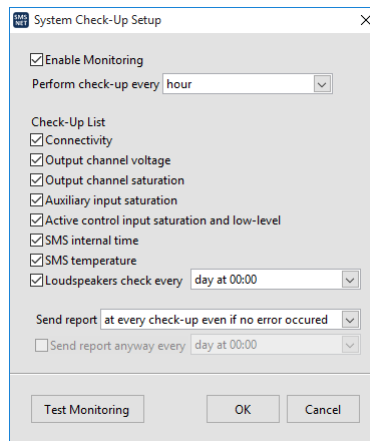 SMS
NET
System Check-Up Setup
Enable Monitoring
Perform check-up every hour
Check-Up List
Connectivity
Output channel voltage
Output channel saturation
Auxiliary input saturation
Active control input saturation and low-level
SMS internal time
SMS temperature
Loudspeakers check every day at 00:00
Send report at every check-up even if no error occured
Send report anyway every day at 00:00
Test Monitoring OK Cancel